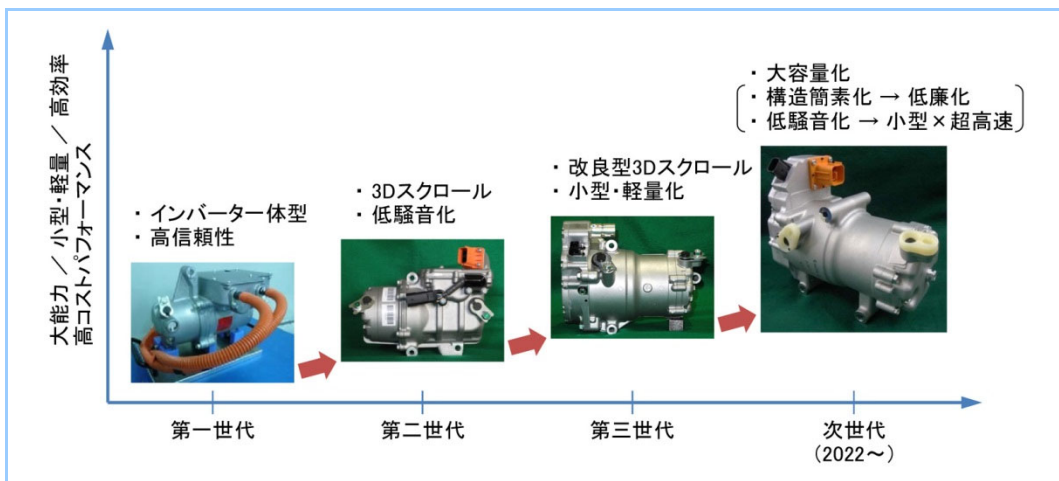 大能力 / 小型・軽量 / 高効率
高コストパフォーマンス
・ インバーター体型
・ 高信頼性
・ 3Dスクロール
・ 低騒音化
・ 改良型3Dスクロール
・ 小型・軽量化
・ 大容量化
・ 構造簡素化 → 低廉化
・ 低騒音化 → 小型×超高速
第一世代
第二世代
第三世代
次世代
(2022～)